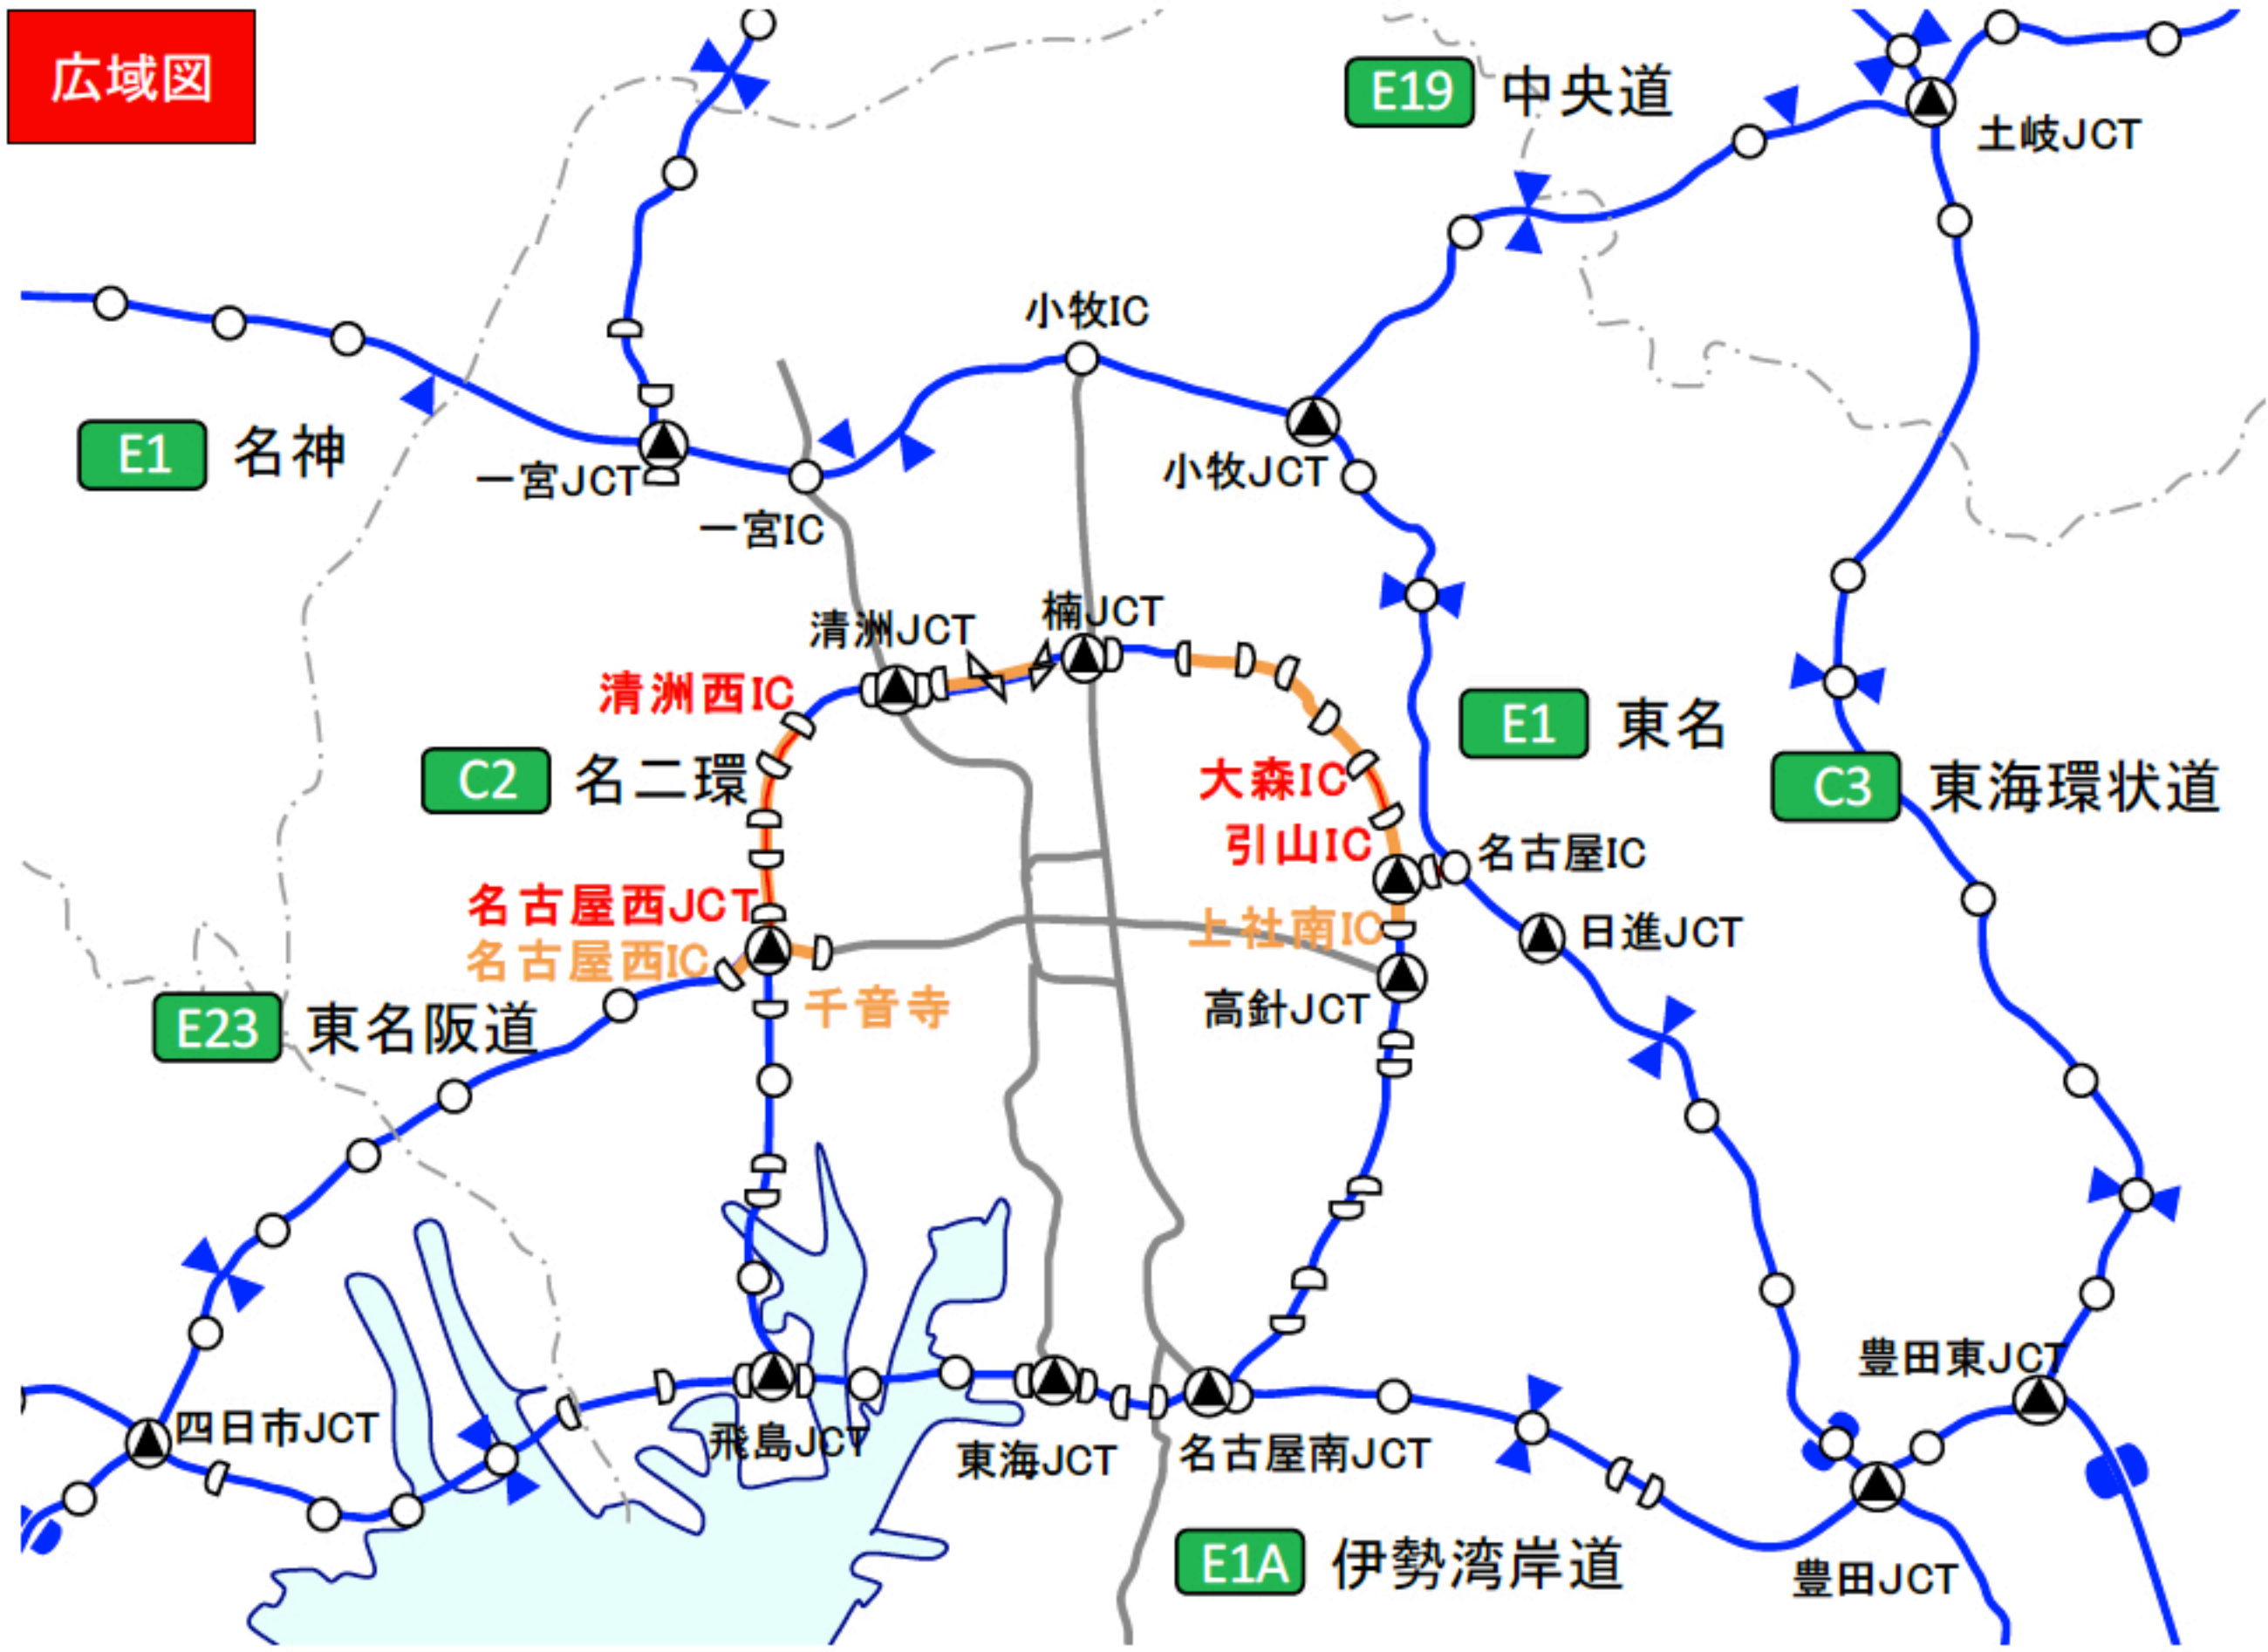 広域図
E19 中央道
土岐JCT
小牧IC
E1 名神
一宮JCT
小牧JCT
一宮IC
楠JCT
清洲JCT
清洲西IC
E1 東名
C2 名二環
大森IC
C3 東海環状道
引山IC
名古屋IC
名古屋西JCT
上社南IC
日進JCT
名古屋西IC
千音寺
高針JCT
E23 東名阪道
豊田東JCT
四日市JCT
飛島JCT
東海JCT
名古屋南JCT
E1A 伊勢湾岸道
豊田JCT